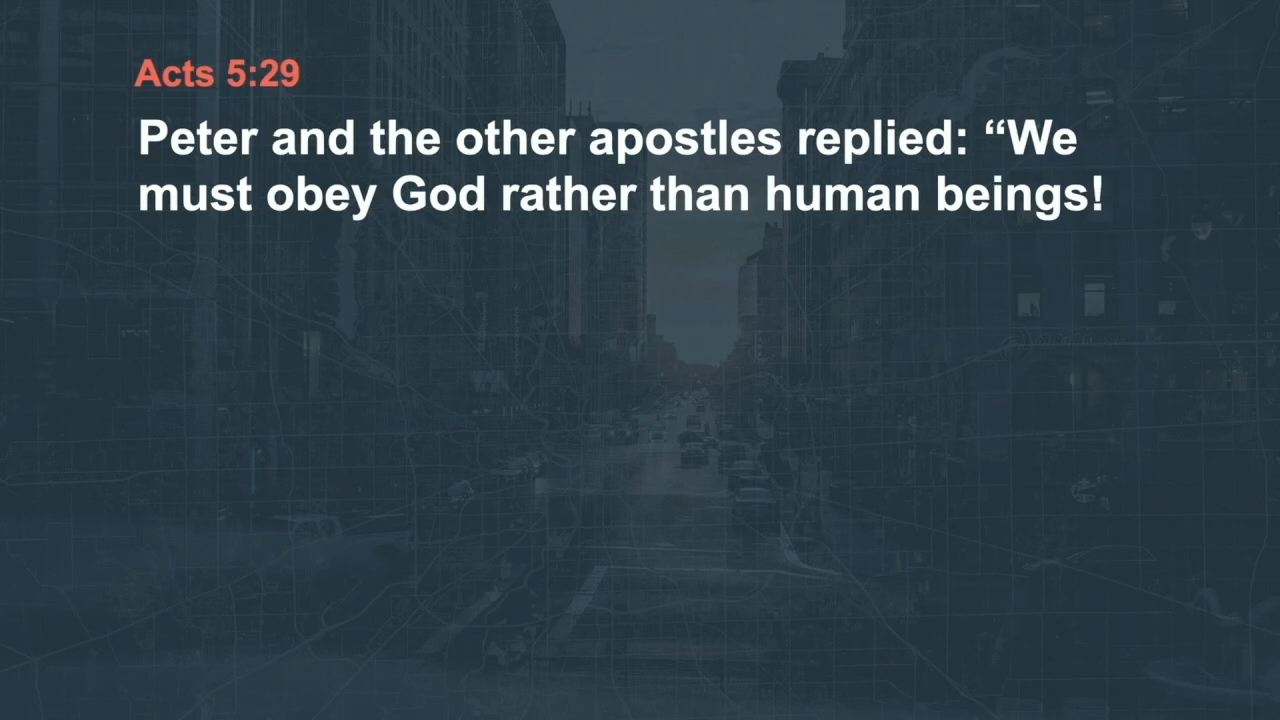 Acts 5:29
Peter and the other apostles replied: “We
must obey God rather than human beings!